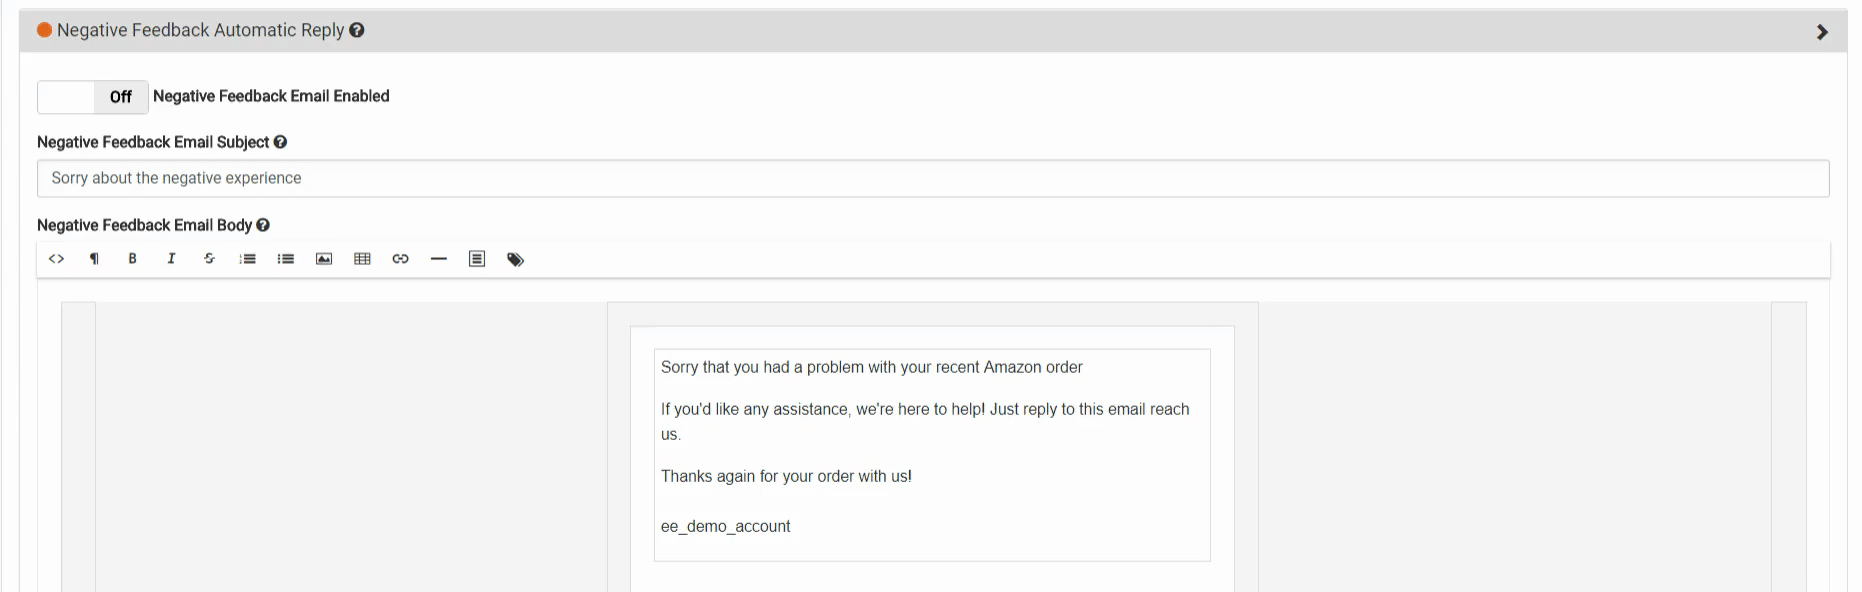 Negative Feedback Automatic Reply
Off Negative Feedback Email Enabled
Negative Feedback Email Subject
Sorry about the negative experience
Negative Feedback Email Body
Sorry that you had a problem with your recent Amazon order
If you'd like any assistance, we're here to help! Just reply to this email reach
us.
Thanks again for your order with us!
ee_demo_account